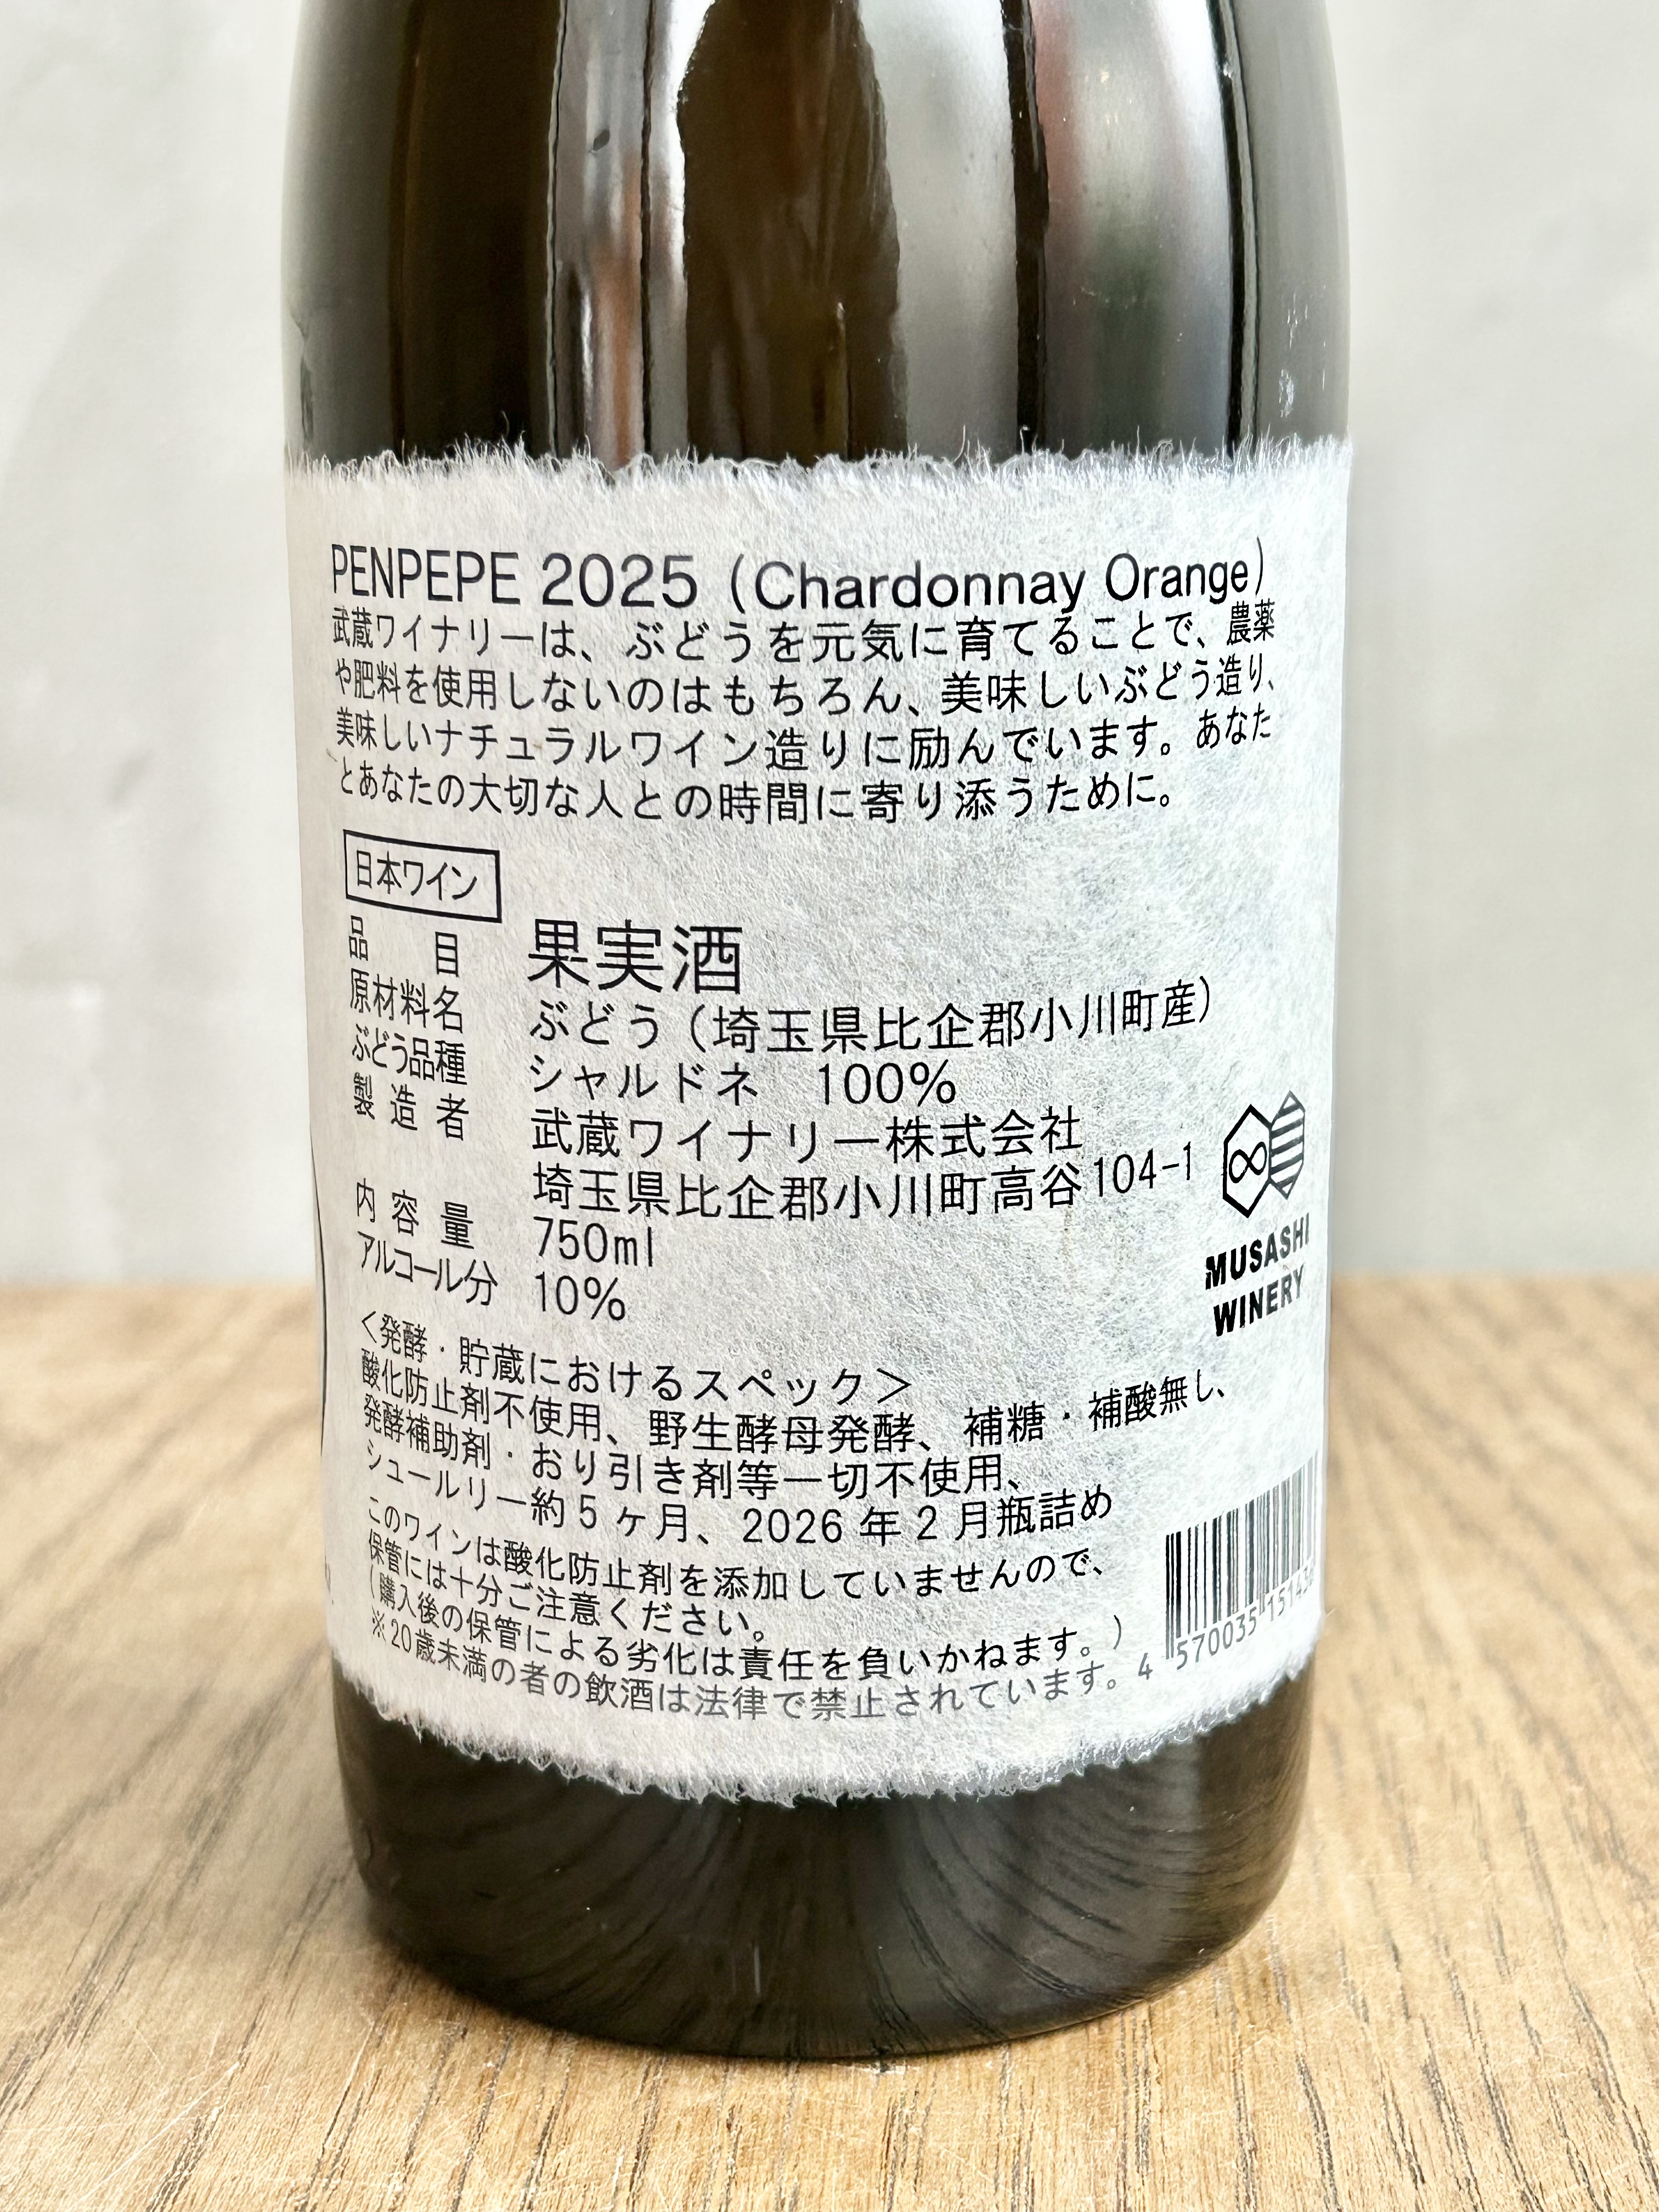 PENPEPE 2025 (Chardonnay Orange)
武蔵ワイナリーは、ぶどうを元気に育てることで、農薬
や肥料を使用しないのはもちろん、美味しいぶどう造り、
美味しいナチュラルワイン造りに励んでいます。あなた
とあなたの大切な人との時間に寄り添うために。
日本ワイン
品目 果実酒
原材料名 ぶどう(埼玉県比企郡小川町産)
ぶどう品種 シャルドネ 100%
製造者 武蔵ワイナリー株式会社
埼玉県比企郡小川町高谷104-1
内容量 750ml
アルコール分 10%
MUSASHI
WINERY
<発酵・貯蔵におけるスペック>
酸化防止剤不使用、野生酵母発酵、補糖・補酸無し、
発酵補助剤・おり引き剤等一切不使用、
シュールリー約5ヶ月、2026年2月瓶詰め
このワインは酸化防止剤を添加していませんので、
保管には十分ご注意ください。
(購入後の保管による劣化は責任を負いかねます。)
※20歳未満の者の飲酒は法律で禁止されています。
4 570035